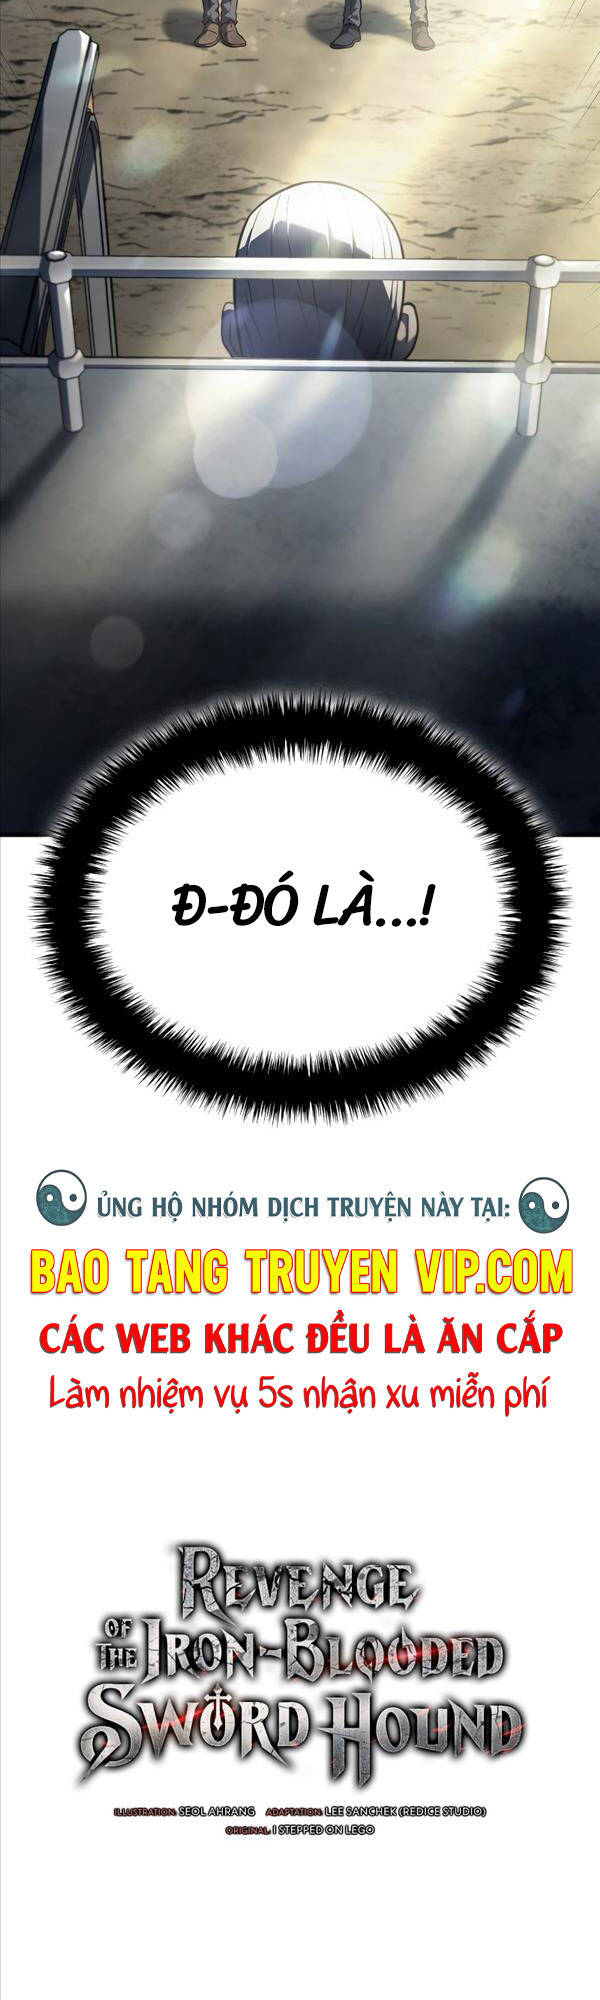 Đ-ĐÓ LÀ...!
ỦNG HỘ NHÓM DỊCH TRUYỆN NÀY TẠI:
BAO TANG TRUYEN VIP.COM
CÁC WEB KHÁC ĐỀU LÀ ĂN CẮP
Làm nhiệm vụ 5s nhận xu miễn phí
REVENGE
OF THE IRON-BLOODED
SWORD HOUND
ILLUSTRATION: SEOL AHRANG ADAPTATION: LEE SANCHEK (REDICE STUDIO)
ORIGINAL: I STEPPED ON LEGO